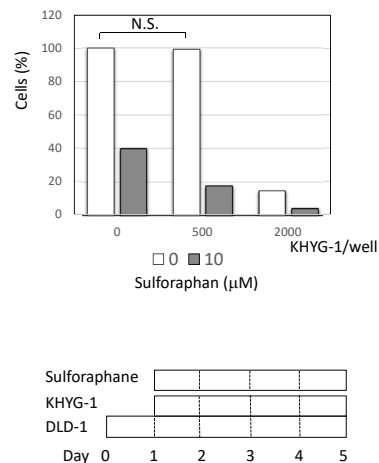 N.S.
Cells (%)
120
100
80
60
40
20
0
0 500 2000
KHYG-1/well
0 10
Sulforaphan (μM)
Sulforaphane
KHYG-1
DLD-1
Day 0 1 2 3 4 5